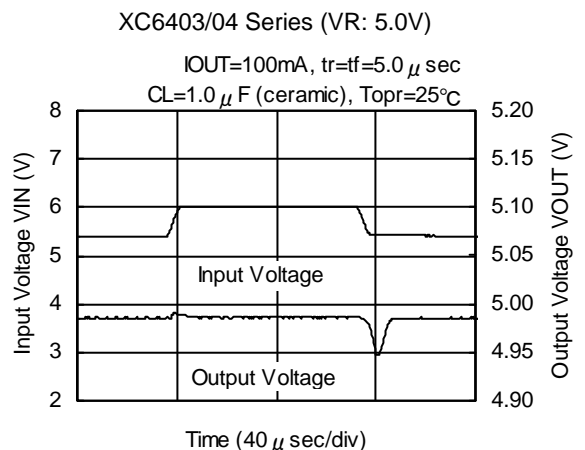 XC6403/04 Series (VR: 5.0V)
IOUT=100mA, tr=tf=5.0 μ sec
CL=1.0 μ F (ceramic), Topr=25°C
Input Voltage VIN (V)
8
7
6
5
4
3
2
Input Voltage
Output Voltage
5.20
5.15
5.10
5.05
5.00
4.95
4.90
Output Voltage VOUT (V)
Time (40 μ sec/div)